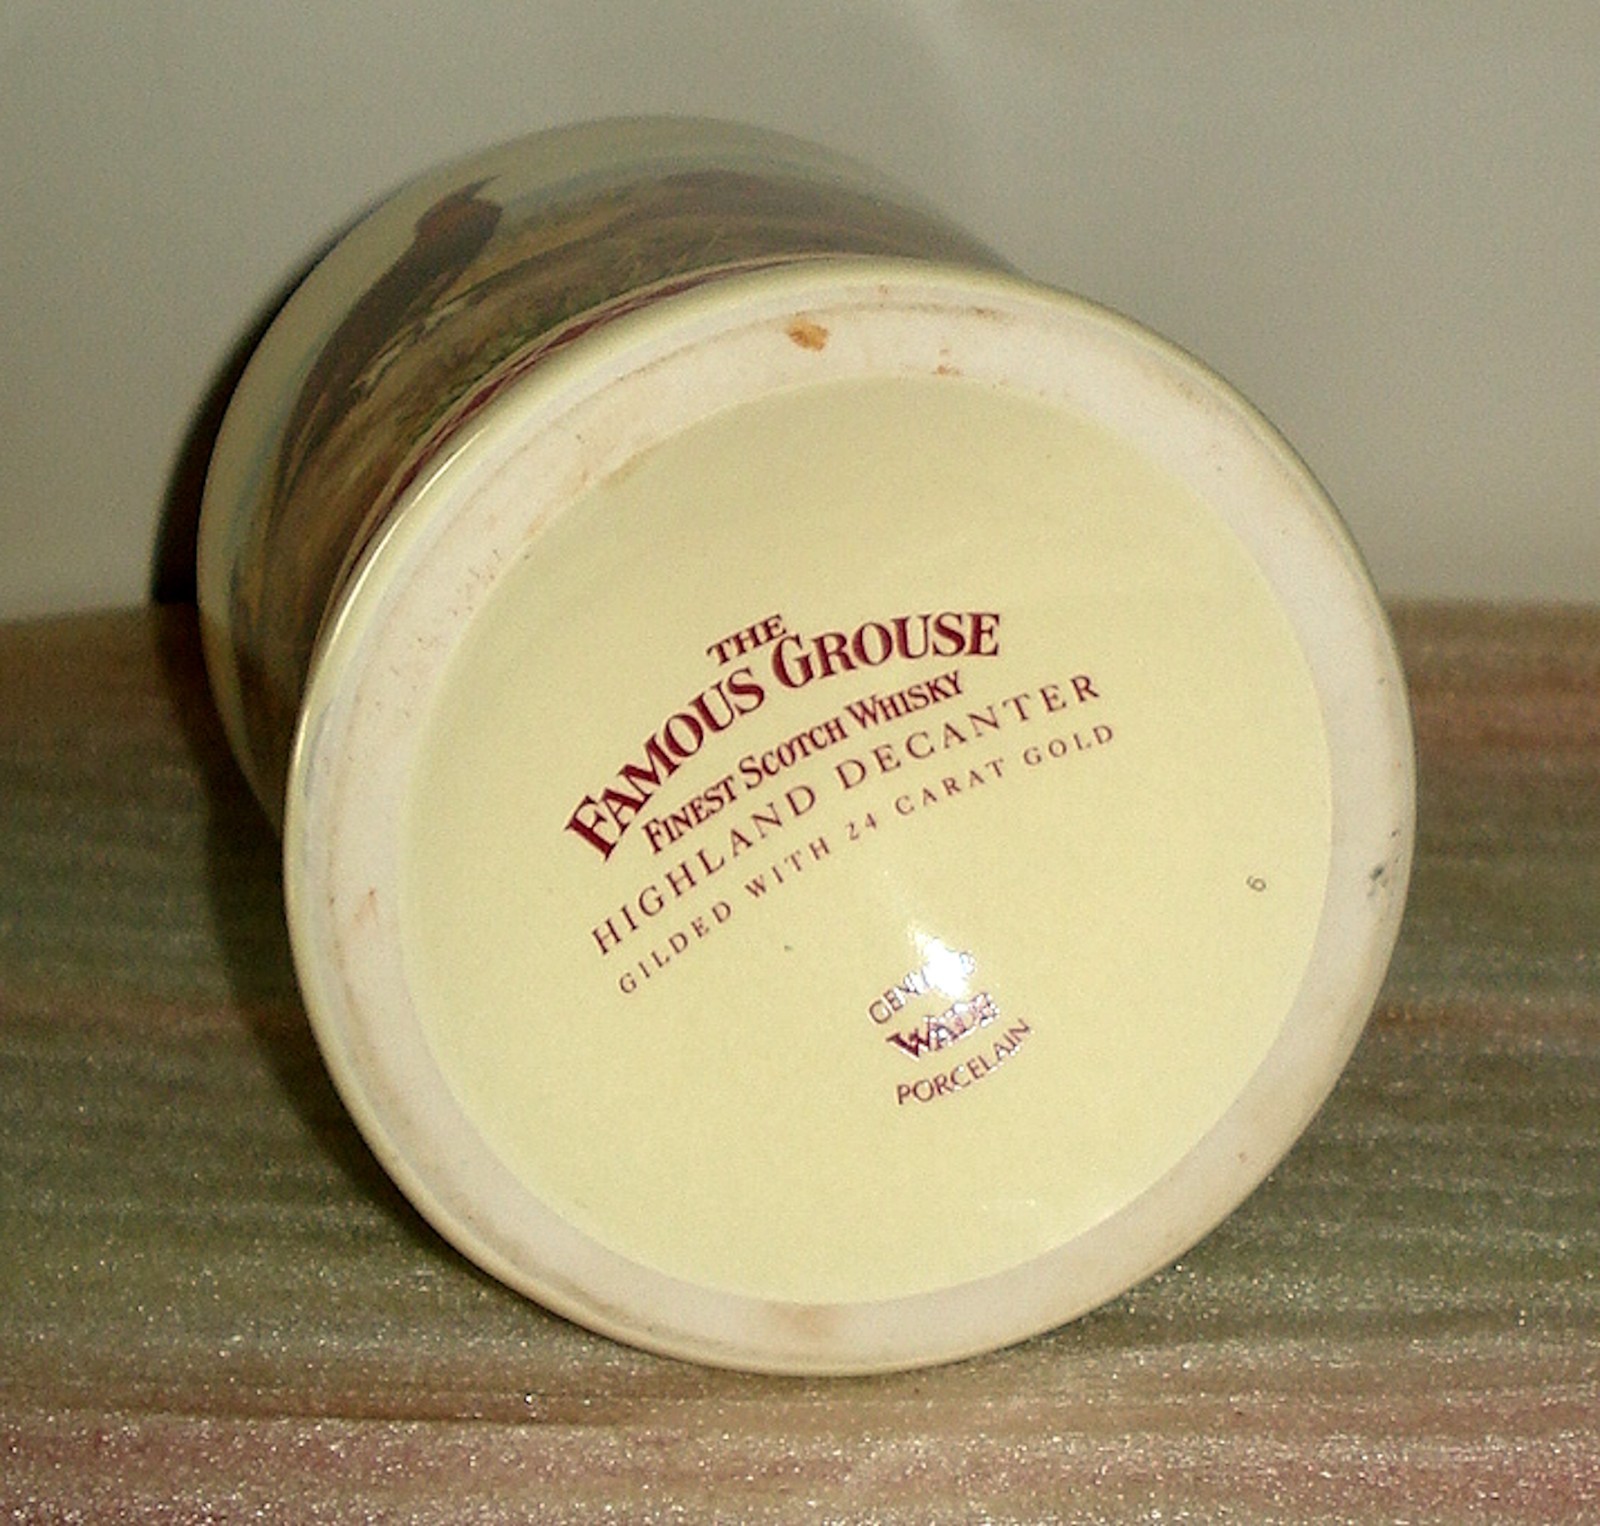 THE
FAMOUS GROUSE
FINEST SCOTCH WHISKY
HIGHLAND DECANTER
GILDED WITH 24 CARAT GOLD
WADE
PORCELAIN